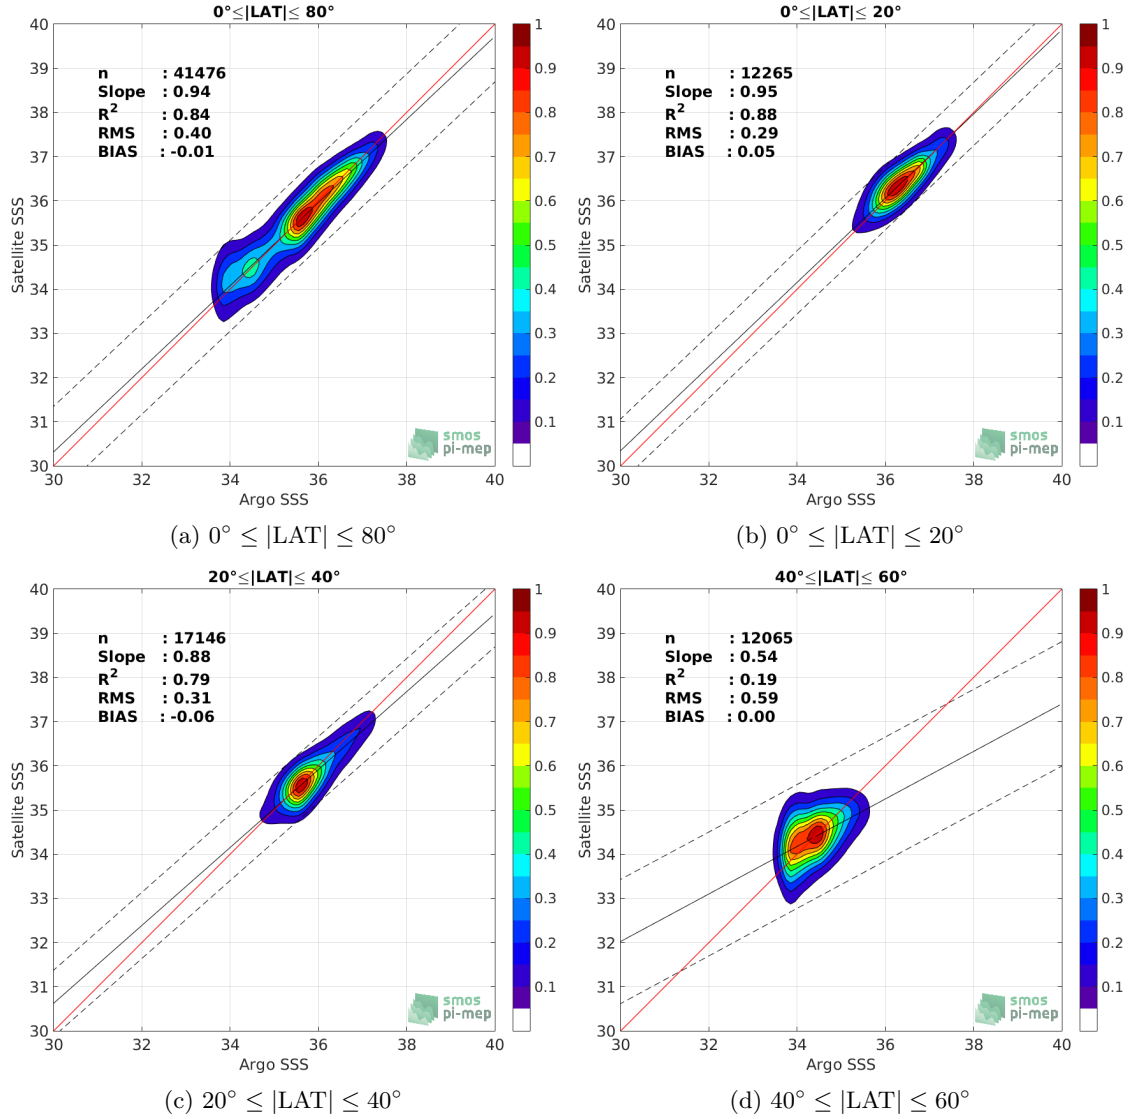 0°≤|LAT|≤ 80°
40
39
38
37
36
35
34
33
32
31
30
Satellite SSS
n : 41476
Slope : 0.94
R² : 0.84
RMS : 0.40
BIAS : -0.01
smos
pi-mep
30 32 34 36 38 40
Argo SSS
1
0.9
0.8
0.7
0.6
0.5
0.4
0.3
0.2
0.1
(a) 0° ≤ |LAT| ≤ 80°
0°≤|LAT|≤ 20°
40
39
38
37
36
35
34
33
32
31
30
Satellite SSS
n : 12265
Slope : 0.95
R² : 0.88
RMS : 0.29
BIAS : 0.05
smos
pi-mep
30 32 34 36 38 40
Argo SSS
1
0.9
0.8
0.7
0.6
0.5
0.4
0.3
0.2
0.1
(b) 0° ≤ |LAT| ≤ 20°
20°≤|LAT|≤ 40°
40
39
38
37
36
35
34
33
32
31
30
Satellite SSS
n : 17146
Slope : 0.88
R² : 0.79
RMS : 0.31
BIAS : -0.06
smos
pi-mep
30 32 34 36 38 40
Argo SSS
1
0.9
0.8
0.7
0.6
0.5
0.4
0.3
0.2
0.1
(c) 20° ≤ |LAT| ≤ 40°
40°≤|LAT|≤ 60°
40
39
38
37
36
35
34
33
32
31
30
Satellite SSS
n : 12065
Slope : 0.54
R² : 0.19
RMS : 0.59
BIAS : 0.00
smos
pi-mep
30 32 34 36 38 40
Argo SSS
1
0.9
0.8
0.7
0.6
0.5
0.4
0.3
0.2
0.1
(d) 40° ≤ |LAT| ≤ 60°